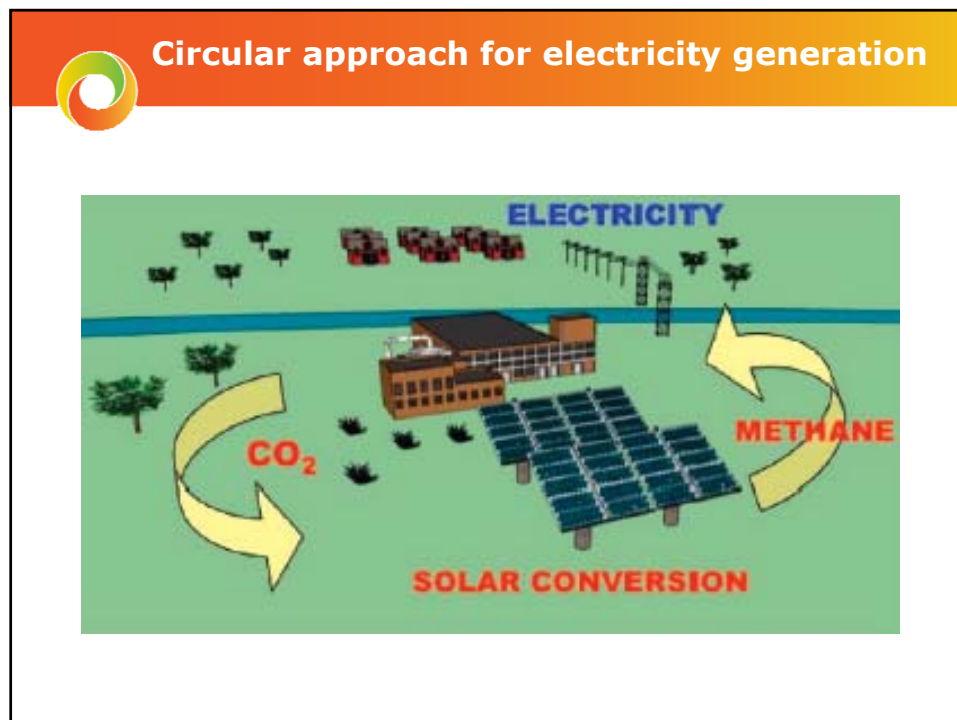 Circular approach for electricity generation
ELECTRICITY
METHANE
CO₂
SOLAR CONVERSION